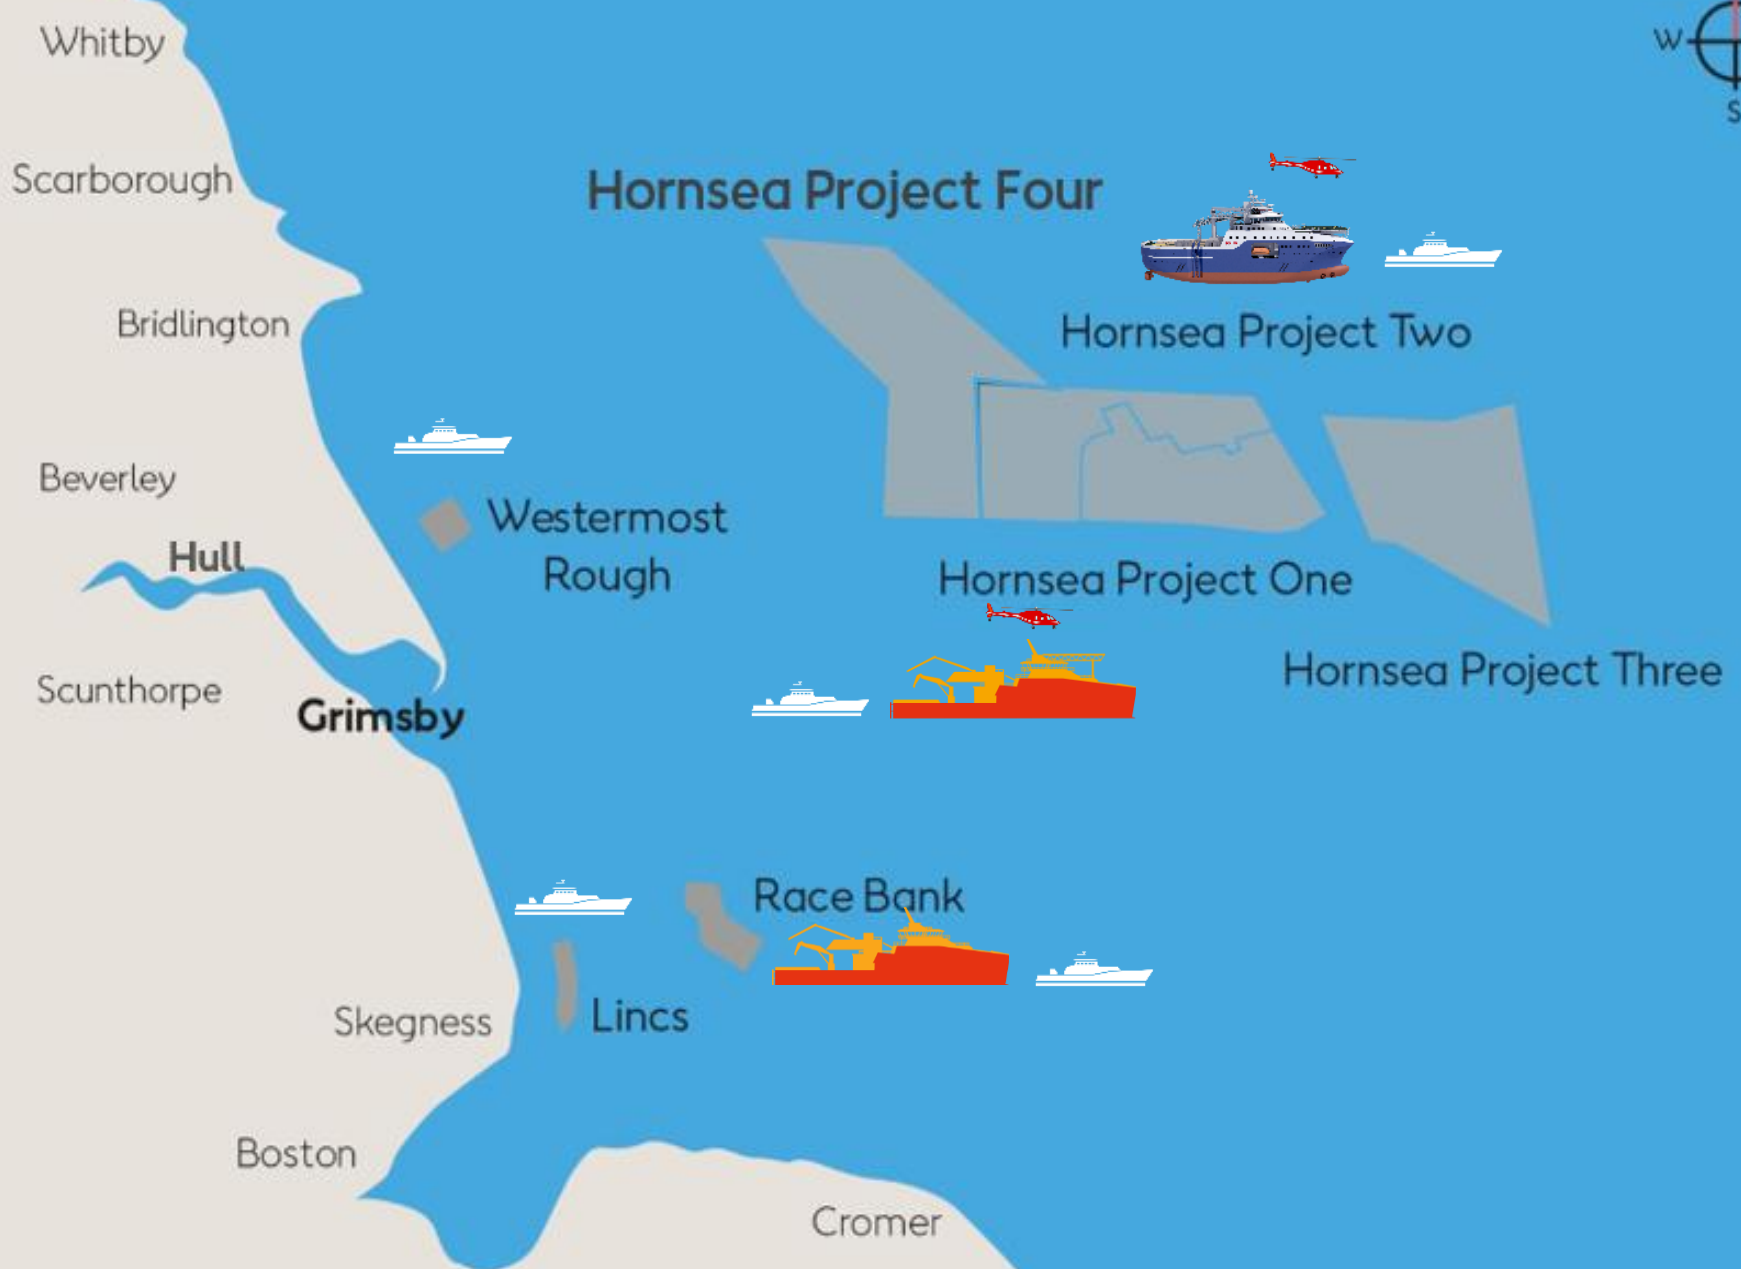 Whitby
W
S
Scarborough
Hornsea Project Four
Bridlington
Hornsea Project Two
Beverley
Westermost
Rough
Hull
Hornsea Project One
Scunthorpe
Hornsea Project Three
Grimsby
Race Bank
Skegness
Lincs
Boston
Cromer